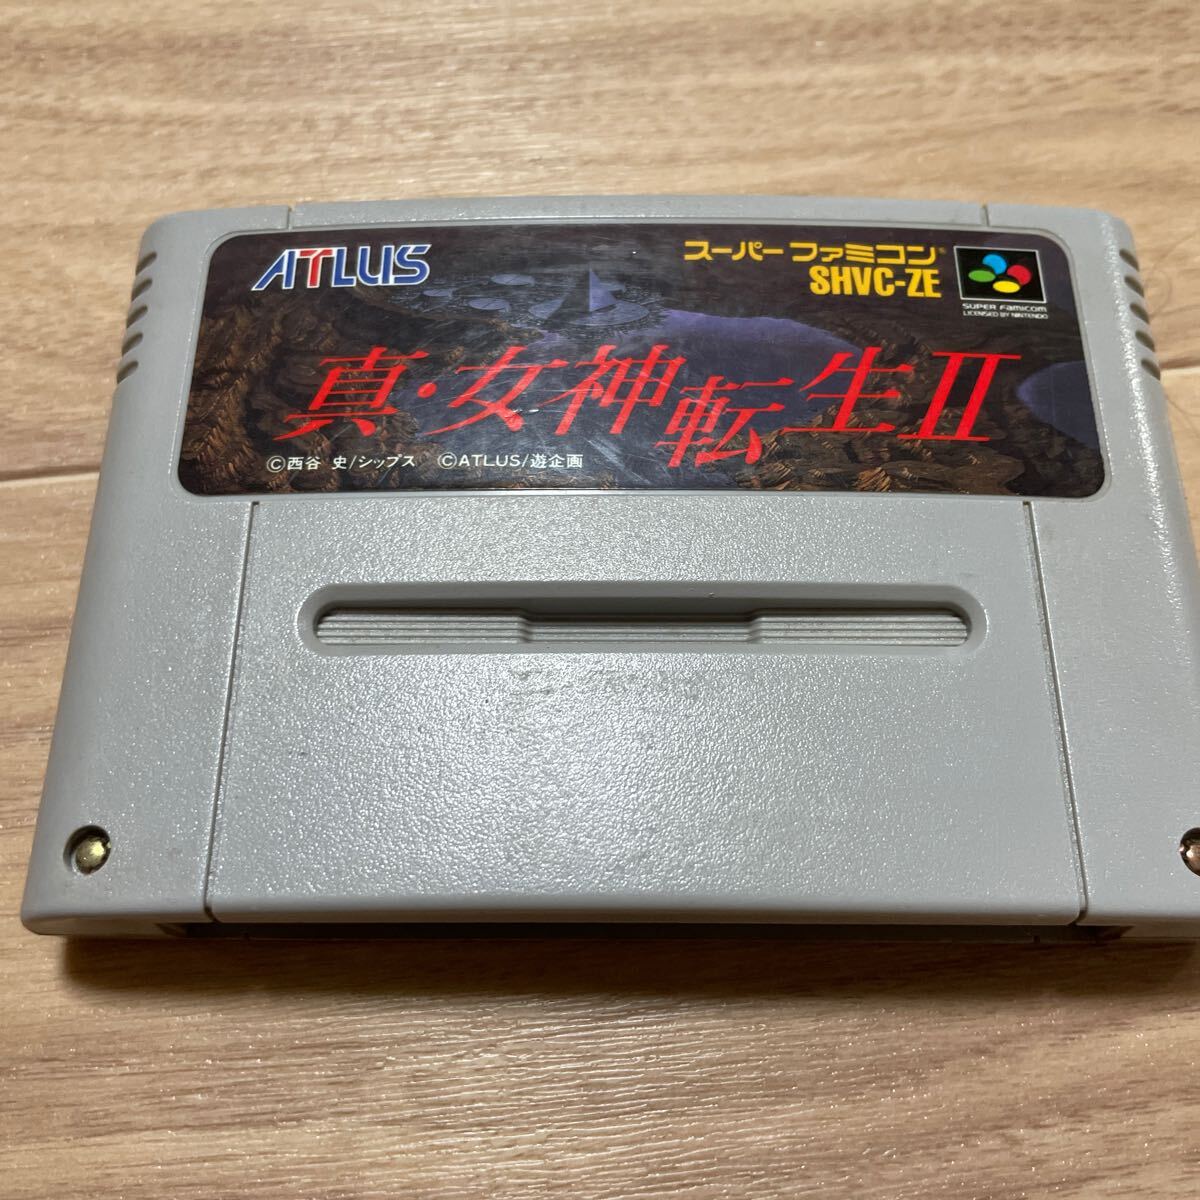 ATLUS
スーパーファミコン®
SHVC-ZE
SUPER FAMICOM
LICENSED BY NINTENDO
真・女神転生II
©西谷 史/シップス ©ATLUS/遊企画